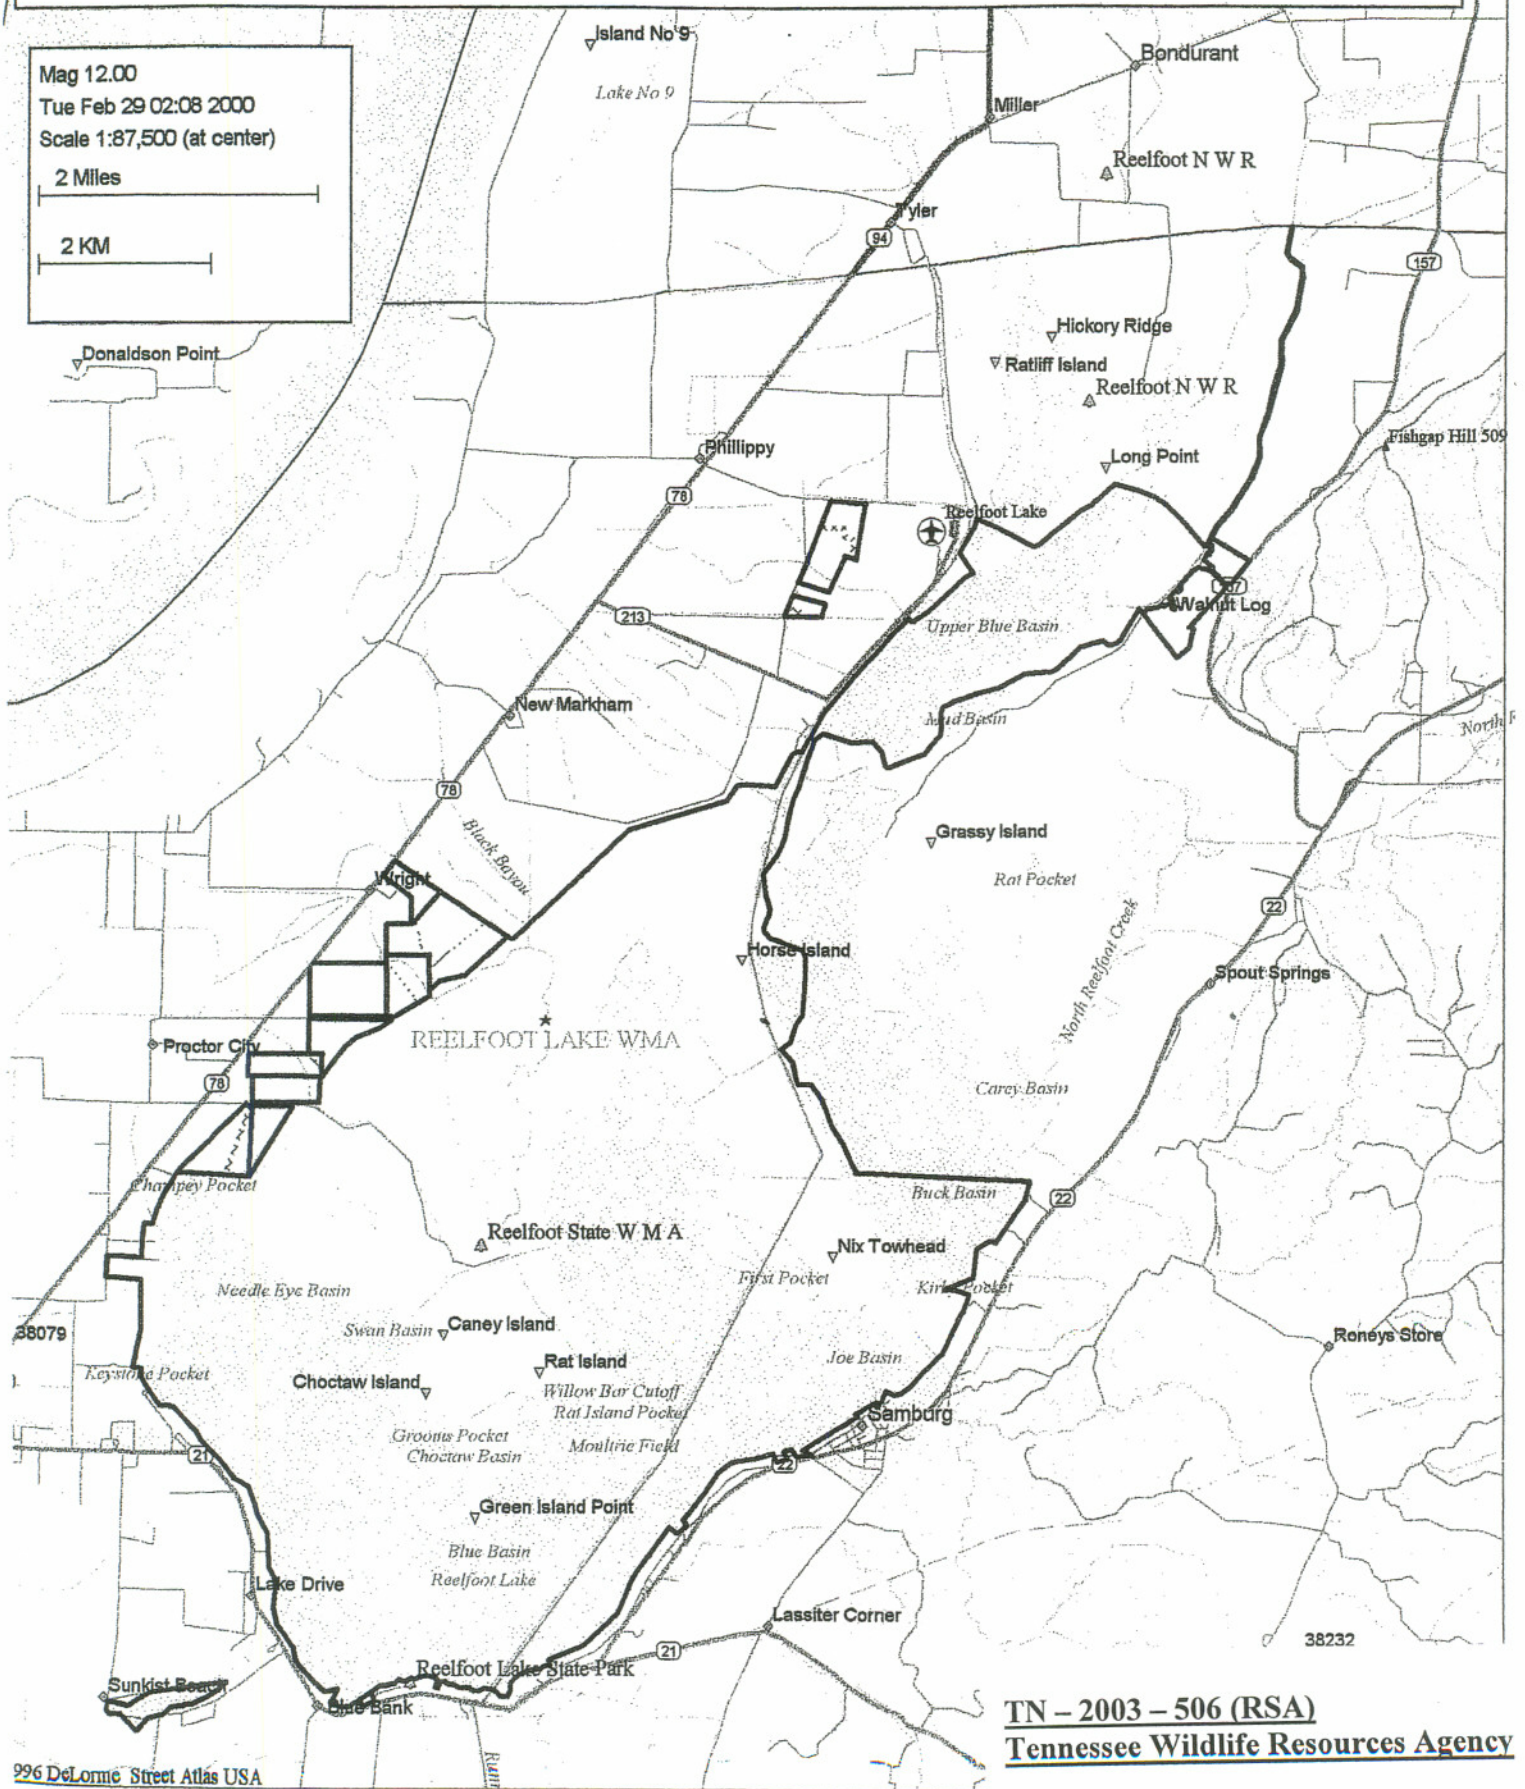 Mag 12.00
Tue Feb 29 02:08 2000
Scale 1:87,500 (at center)
2 Miles
2 KM
Island No 9
Lake No 9
Bondurant
Miller
Reelfoot N W R
Tyler
94
157
Donaldson Point
Hickory Ridge
Ratliff Island
Reelfoot N W R
Fishgap Hill 509
Phillippy
Long Point
78
Reelfoot Lake
213
Walnut Log
Upper Blue Basin
New Markham
Mud Basin
North
78
Black Bayou
Grassy Island
Rat Pocket
Wright
22
North Reelfoot Creek
Horse Island
Spout Springs
REELFOOT LAKE WMA
Proctor City
78
Carey Basin
Champey Pocket
Buck Basin
22
Reelfoot State W M A
Nix Towhead
First Pocket
Kirby Pocket
Needle Eye Basin
38079
Swan Basin
Caney Island
Roneys Store
Joe Basin
Rat Island
Keystone Pocket
Choctaw Island
Willow Bar Cutoff
Rat Island Pocket
Samburg
Grooms Pocket
Moultrie Field
Choctaw Basin
21
22
Green Island Point
Blue Basin
Reelfoot Lake
Lake Drive
Lassiter Corner
21
38232
Reelfoot Lake State Park
Sunkist Beach
Blue Bank
TN – 2003 – 506 (RSA)
Tennessee Wildlife Resources Agency
996 DeLorme Street Atlas USA